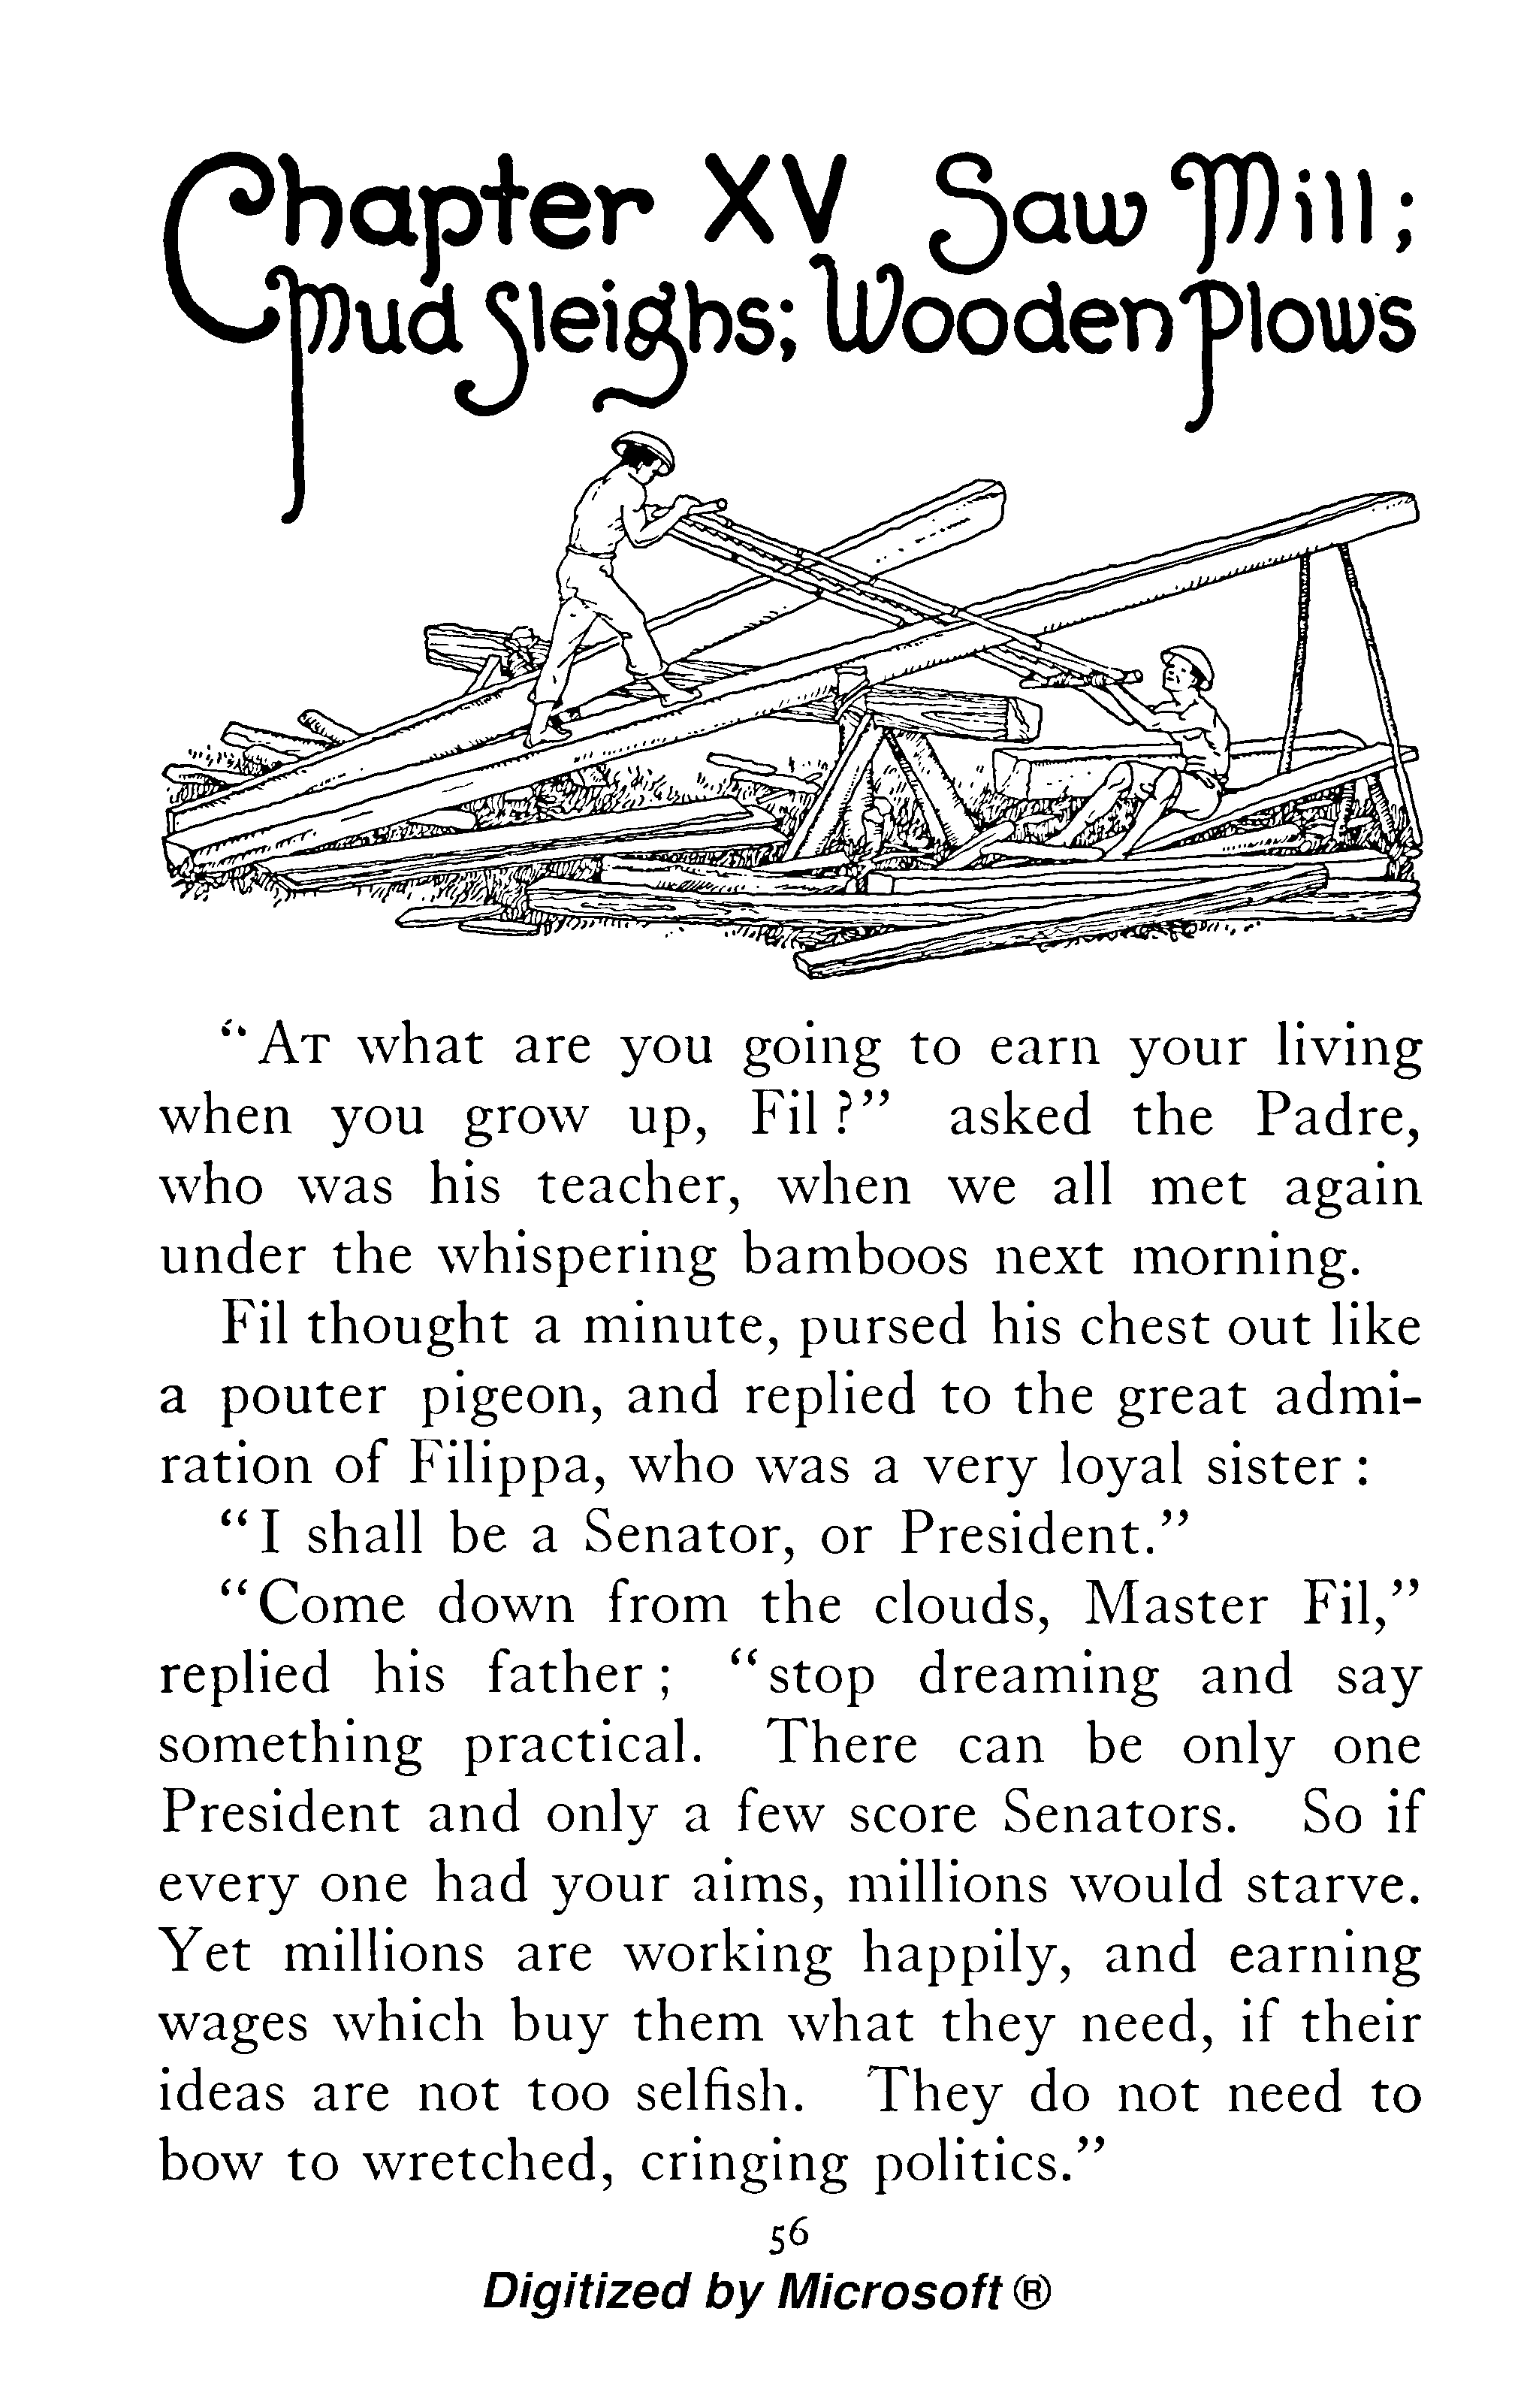 Chapter XV Saw Mill;
Mud Sleighs; Wooden Plows
"At what are you going to earn your living
when you grow up, Fil?" asked the Padre,
who was his teacher, when we all met again
under the whispering bamboos next morning.
Fil thought a minute, pursed his chest out like
a pouter pigeon, and replied to the great admi-
ration of Filippa, who was a very loyal sister:
"I shall be a Senator, or President."
"Come down from the clouds, Master Fil,"
replied his father; "stop dreaming and say
something practical. There can be only one
President and only a few score Senators. So if
every one had your aims, millions would starve.
Yet millions are working happily, and earning
wages which buy them what they need, if their
ideas are not too selfish. They do not need to
bow to wretched, cringing politics."
56
Digitized by Microsoft ®